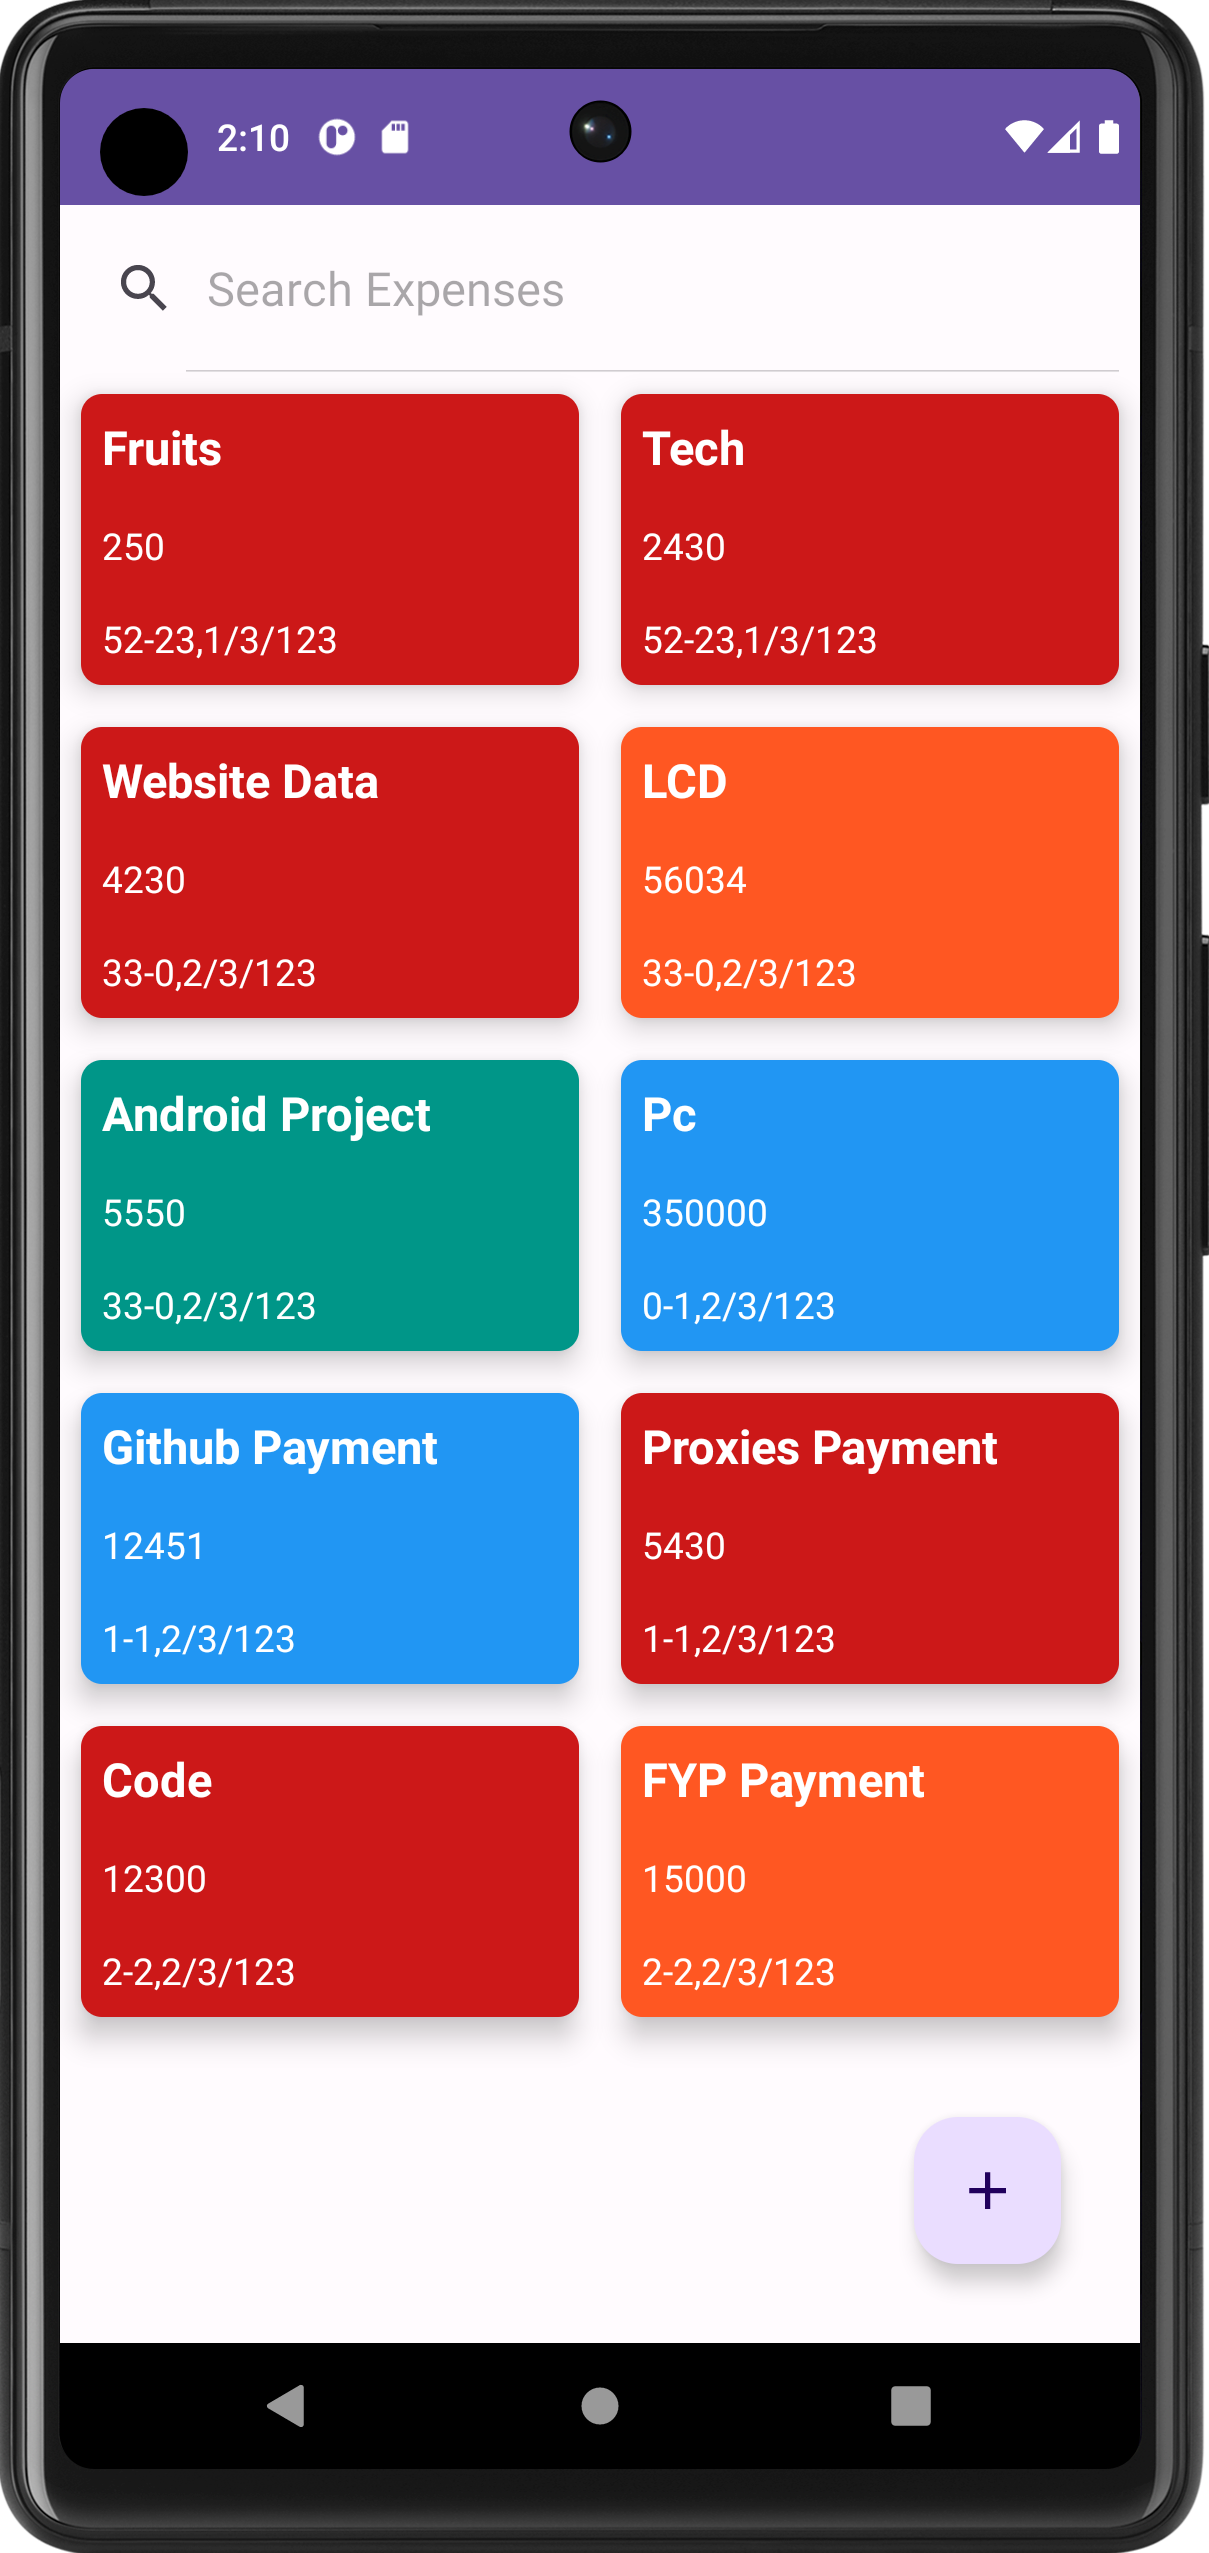 2:10
Search Expenses
Fruits
250
52-23,1/3/123
Tech
2430
52-23,1/3/123
Website Data
4230
33-0,2/3/123
LCD
56034
33-0,2/3/123
Android Project
5550
33-0,2/3/123
Pc
350000
0-1,2/3/123
Github Payment
12451
1-1,2/3/123
Proxies Payment
5430
1-1,2/3/123
Code
12300
2-2,2/3/123
FYP Payment
15000
2-2,2/3/123